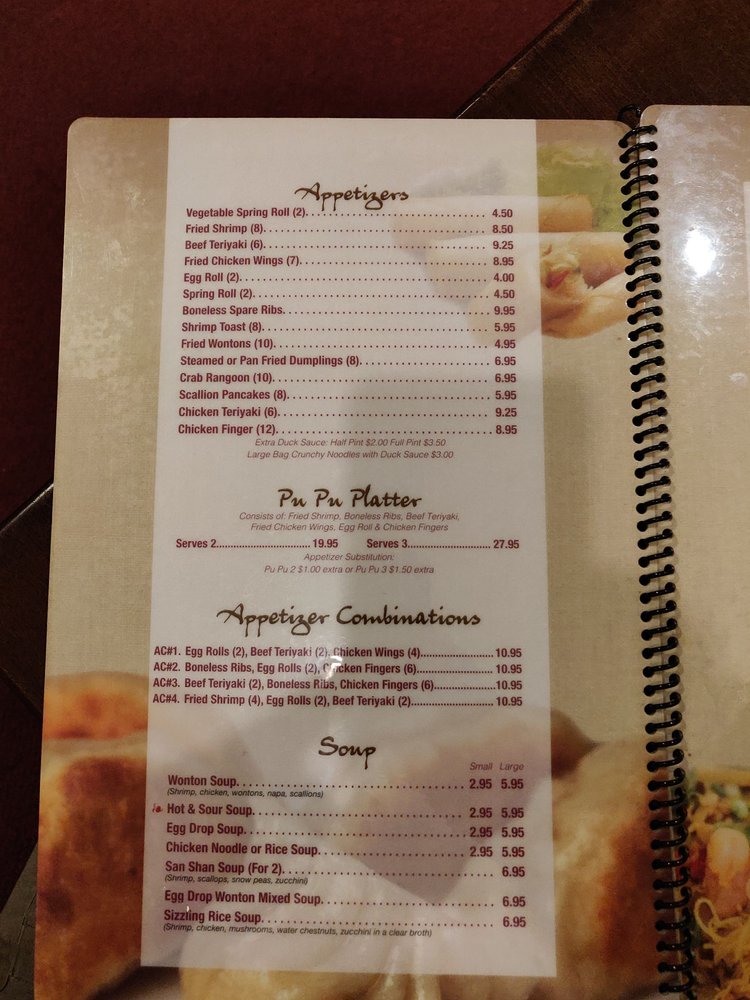 Appetizers
Vegetable Spring Roll (2). . . . . . . . . . . . . . . . . . . . . . . . . . . . . . . . 4.50
Fried Shrimp (8). . . . . . . . . . . . . . . . . . . . . . . . . . . . . . . . . . . . . . . 8.50
Beef Teriyaki (6). . . . . . . . . . . . . . . . . . . . . . . . . . . . . . . . . . . . . . . 9.25
Fried Chicken Wings (7). . . . . . . . . . . . . . . . . . . . . . . . . . . . . . . . . 8.95
Egg Roll (2). . . . . . . . . . . . . . . . . . . . . . . . . . . . . . . . . . . . . . . . . . . 4.00
Spring Roll (2). . . . . . . . . . . . . . . . . . . . . . . . . . . . . . . . . . . . . . . . . 4.50
Boneless Spare Ribs. . . . . . . . . . . . . . . . . . . . . . . . . . . . . . . . . . . 9.95
Shrimp Toast (8). . . . . . . . . . . . . . . . . . . . . . . . . . . . . . . . . . . . . . . 5.95
Fried Wontons (10). . . . . . . . . . . . . . . . . . . . . . . . . . . . . . . . . . . . . 4.95
Steamed or Pan Fried Dumplings (8). . . . . . . . . . . . . . . . . . . . . . . 6.95
Crab Rangoon (10). . . . . . . . . . . . . . . . . . . . . . . . . . . . . . . . . . . . . 6.95
Scallion Pancakes (8). . . . . . . . . . . . . . . . . . . . . . . . . . . . . . . . . . . 5.95
Chicken Teriyaki (6). . . . . . . . . . . . . . . . . . . . . . . . . . . . . . . . . . . . 9.25
Chicken Finger (12). . . . . . . . . . . . . . . . . . . . . . . . . . . . . . . . . . . . 8.95
Extra Duck Sauce: Half Pint $2.00 Full Pint $3.50
Large Bag Crunchy Noodles with Duck Sauce $3.00
Pu Pu Platter
Consists of: Fried Shrimp, Boneless Ribs, Beef Teriyaki,
Fried Chicken Wings, Egg Roll & Chicken Fingers
Serves 2............................... 19.95 Serves 3........................... 27.95
Appetizer Substitution:
Pu Pu 2 $1.00 extra or Pu Pu 3 $1.50 extra
Appetizer Combinations
AC#1. Egg Rolls (2), Beef Teriyaki (2), Chicken Wings (4)........................ 10.95
AC#2. Boneless Ribs, Egg Rolls (2), Chicken Fingers (6)......................... 10.95
AC#3. Beef Teriyaki (2), Boneless Ribs, Chicken Fingers (6)..................... 10.95
AC#4. Fried Shrimp (4), Egg Rolls (2), Beef Teriyaki (2)........................... 10.95
Soup
Small Large
Wonton Soup. . . . . . . . . . . . . . . . . . . . . . . . . . . . . . . . . . 2.95 5.95
(Shrimp, chicken, wontons, napa, scallions)
Hot & Sour Soup. . . . . . . . . . . . . . . . . . . . . . . . . . . . . . . 2.95 5.95
Egg Drop Soup. . . . . . . . . . . . . . . . . . . . . . . . . . . . . . . . 2.95 5.95
Chicken Noodle or Rice Soup. . . . . . . . . . . . . . . . . . . . . 2.95 5.95
San Shan Soup (For 2). . . . . . . . . . . . . . . . . . . . . . . . . . . . . . . 6.95
(Shrimp, scallops, snow peas, zucchini)
Egg Drop Wonton Mixed Soup. . . . . . . . . . . . . . . . . . . . . . . . . . 6.95
Sizzling Rice Soup. . . . . . . . . . . . . . . . . . . . . . . . . . . . . . . . . . . 6.95
(Shrimp, chicken, mushrooms, water chestnuts, zucchini in a clear broth)